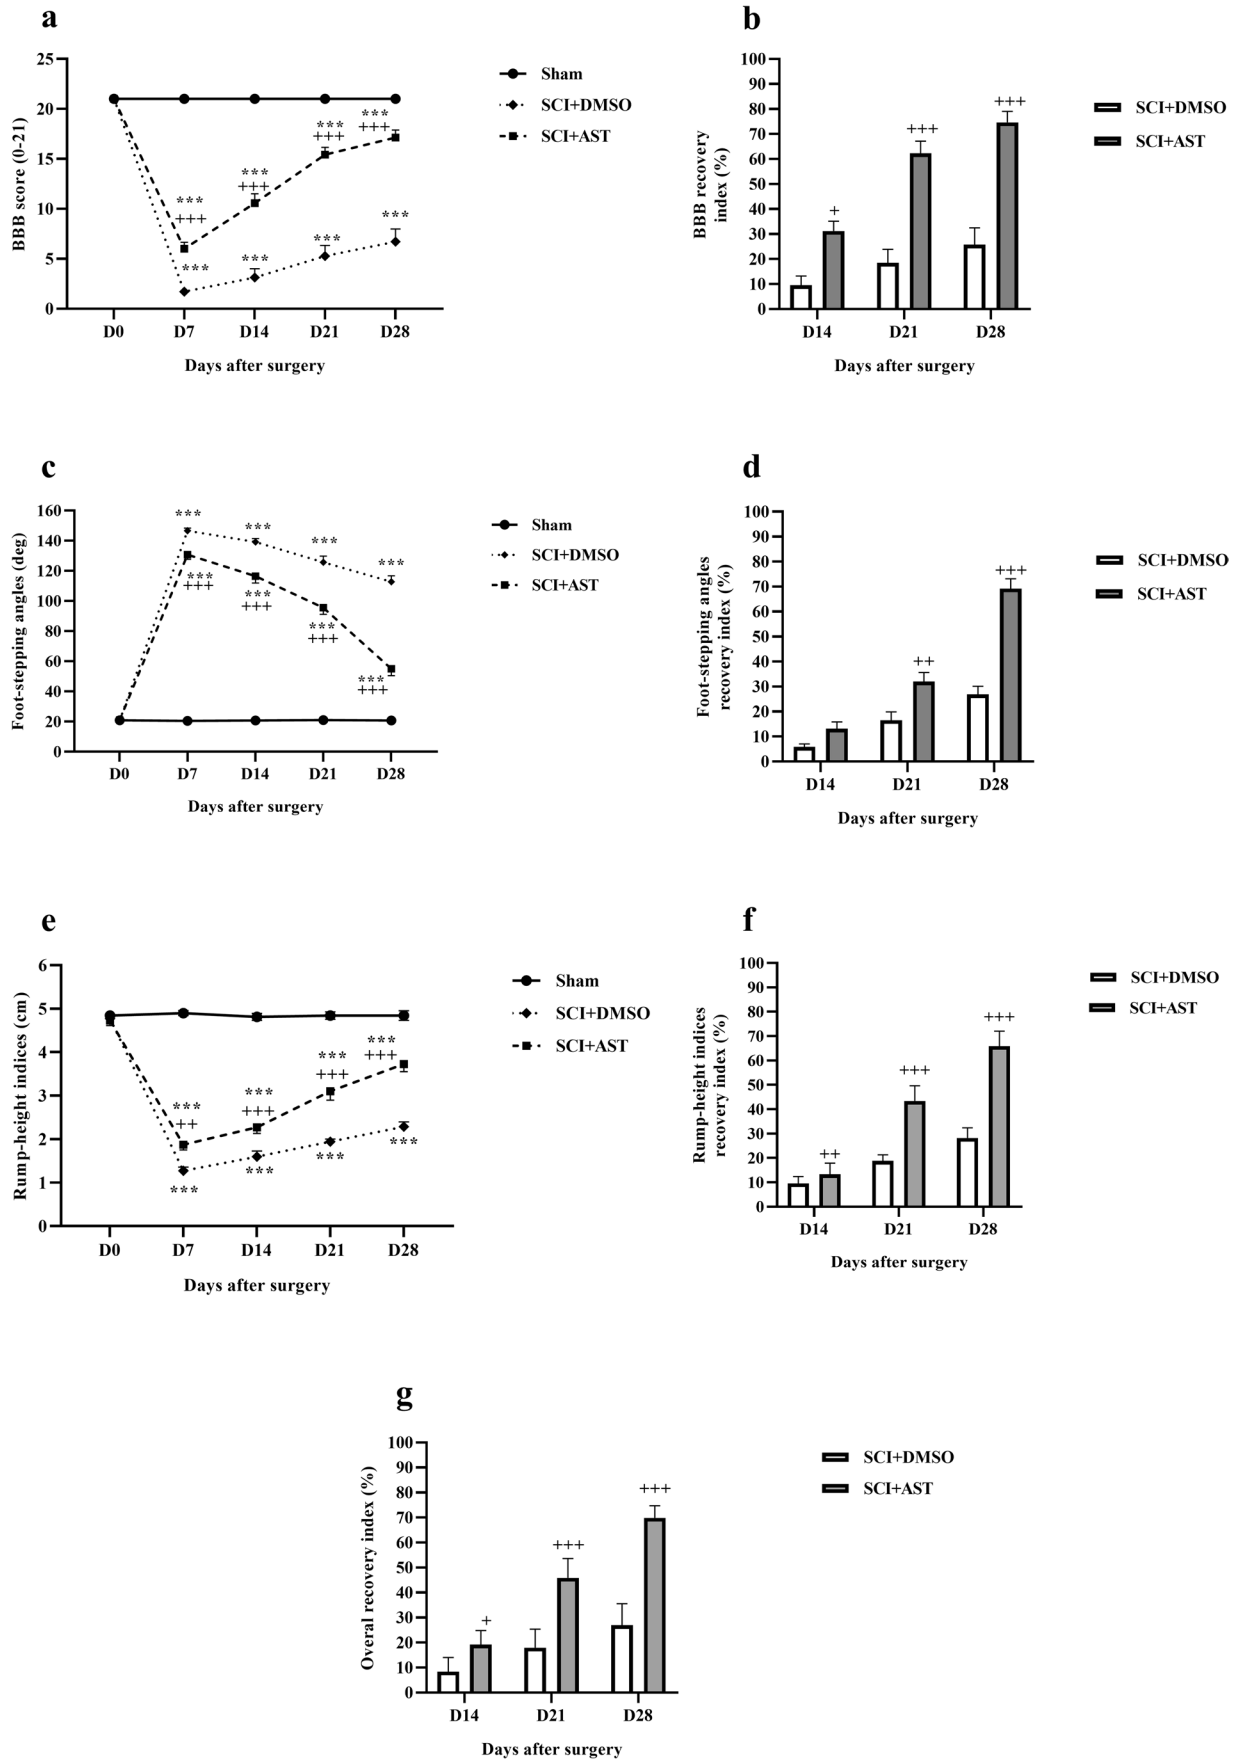 a
25
20
15
10
5
0
BBB score (0-21)
***
+++
***
***
+++
***
***
+++
***
***
+++
***
D0 D7 D14 D21 D28
Days after surgery
Sham
SCI+DMSO
SCI+AST
b
100
90
80
70
60
50
40
30
20
10
0
BBB recovery
index (%)
+
+++
+++
D14 D21 D28
Days after surgery
SCI+DMSO
SCI+AST
c
160
140
120
100
80
60
40
20
0
Foot-stepping angles (deg)
***
***
+++
***
***
+++
***
***
+++
***
***
+++
D0 D7 D14 D21 D28
Days after surgery
Sham
SCI+DMSO
SCI+AST
d
100
90
80
70
60
50
40
30
20
10
0
Foot-stepping angles
recovery index (%)
++
+++
D14 D21 D28
Days after surgery
SCI+DMSO
SCI+AST
e
6
5
4
3
2
1
0
Rump-height indices (cm)
***
++
***
***
+++
***
***
+++
***
***
+++
***
D0 D7 D14 D21 D28
Days after surgery
Sham
SCI+DMSO
SCI+AST
f
100
90
80
70
60
50
40
30
20
10
0
Rump-height indices
recovery index (%)
++
+++
+++
D14 D21 D28
Days after surgery
SCI+DMSO
SCI+AST
g
100
90
80
70
60
50
40
30
20
10
0
Overal recovery index (%)
+
+++
+++
D14 D21 D28
Days after surgery
SCI+DMSO
SCI+AST